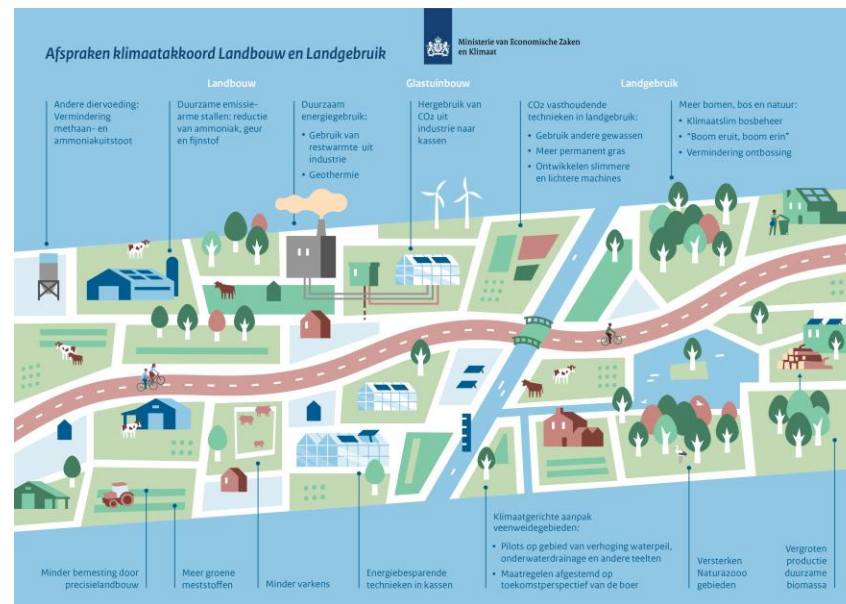 Afspraken klimaatakkoord Landbouw en Landgebruik
Ministerie van Economische Zaken
en Klimaat
Landbouw
Glastuinbouw
Landgebruik
Andere diervoeding:
Vermindering
methaan- en
ammoniakuitstoot
Duurzame emissie-
arme stallen: reductie
van ammoniak, geur
en fijnstof
Duurzaam
energiegebruik:
• Gebruik van
restwarmte uit
industrie
• Geothermie
Hergebruik van
CO2 uit
industrie naar
kassen
CO2 vasthoudende
technieken in landgebruik:
• Gebruik andere gewassen
• Meer permanent gras
• Ontwikkelen slimmere
en lichtere machines
Meer bomen, bos en natuur:
• Klimaatslim bosbeheer
• "Boom eruit, boom erin"
• Vermindering ontbossing
Minder bemesting door
precisielandbouw
Meer groene
meststoffen
Minder varkens
Energiebesparende
technieken in kassen
Klimaatgerichte aanpak
veenweidegebieden:
• Pilots op gebied van verhoging waterpeil,
onderwaterdrainage en andere teelten
• Maatregelen afgestemd op
toekomstperspectief van de boer
Versterken
Naturazooo
gebieden
Vergroten
productie
duurzame
biomassa